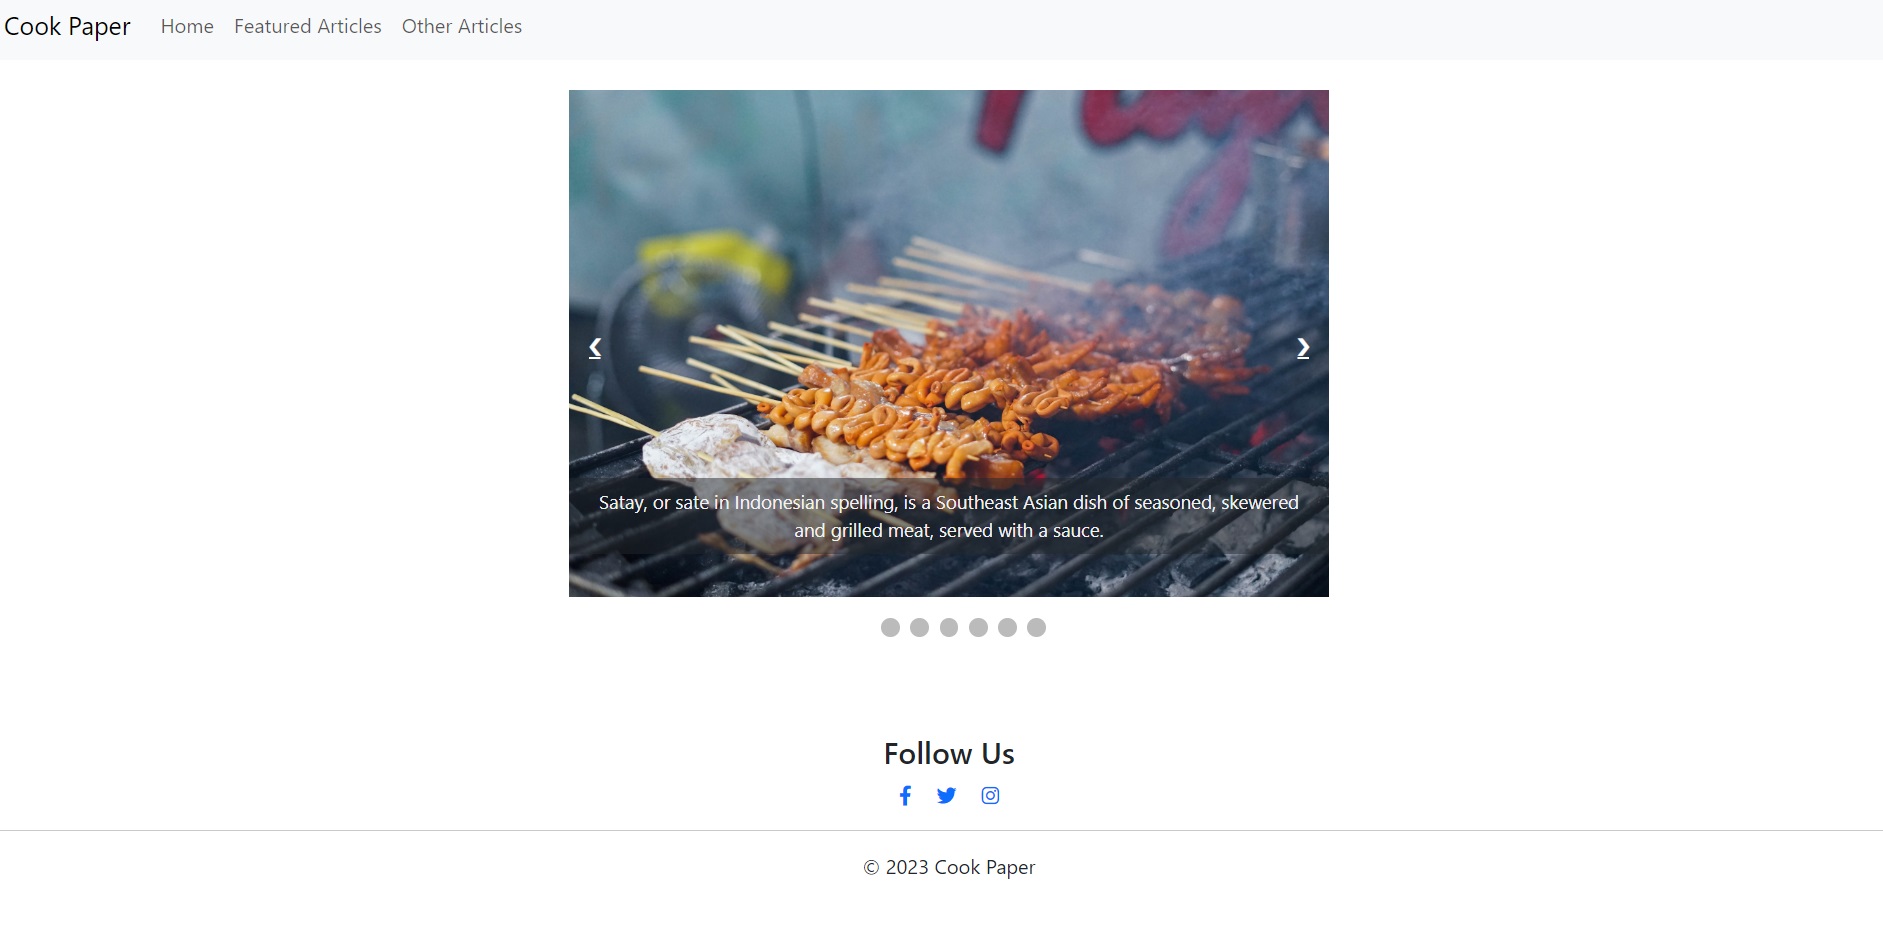 Cook Paper Home Featured Articles Other Articles
❮ ❯
Satay, or sate in Indonesian spelling, is a Southeast Asian dish of seasoned, skewered
and grilled meat, served with a sauce.
Follow Us
© 2023 Cook Paper